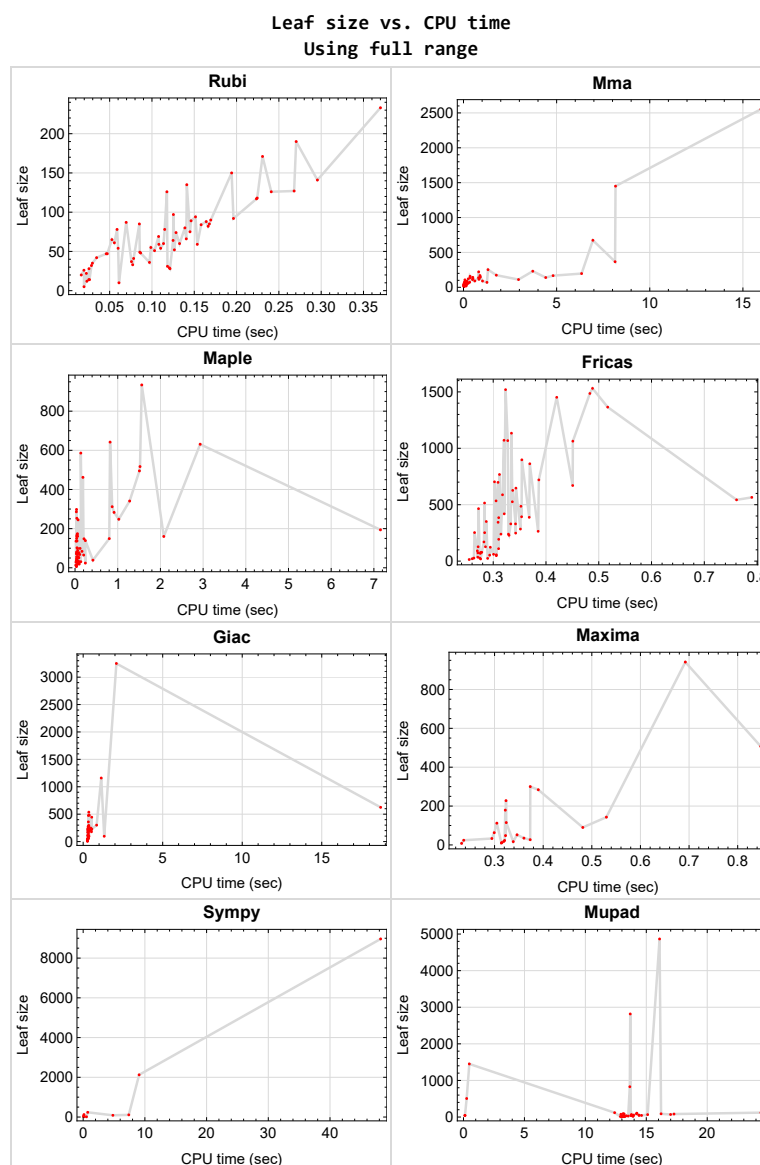 Leaf size vs. CPU time
Using full range
Rubi
Leaf size
200
150
100
50
0
0.05 0.10 0.15 0.20 0.25 0.30 0.35
CPU time (sec)
Mma
Leaf size
2500
2000
1500
1000
500
0
0 5 10 15
CPU time (sec)
Maple
Leaf size
800
600
400
200
0
0 1 2 3 4 5 6 7
CPU time (sec)
Fricas
Leaf size
1500
1000
500
0
0.3 0.4 0.5 0.6 0.7 0.8
CPU time (sec)
Giac
Leaf size
3000
2500
2000
1500
1000
500
0
0 5 10 15
CPU time (sec)
Maxima
Leaf size
800
600
400
200
0
0.3 0.4 0.5 0.6 0.7 0.8
CPU time (sec)
Sympy
Leaf size
8000
6000
4000
2000
0
0 10 20 30 40
CPU time (sec)
Mupad
Leaf size
5000
4000
3000
2000
1000
0
0 5 10 15 20
CPU time (sec)